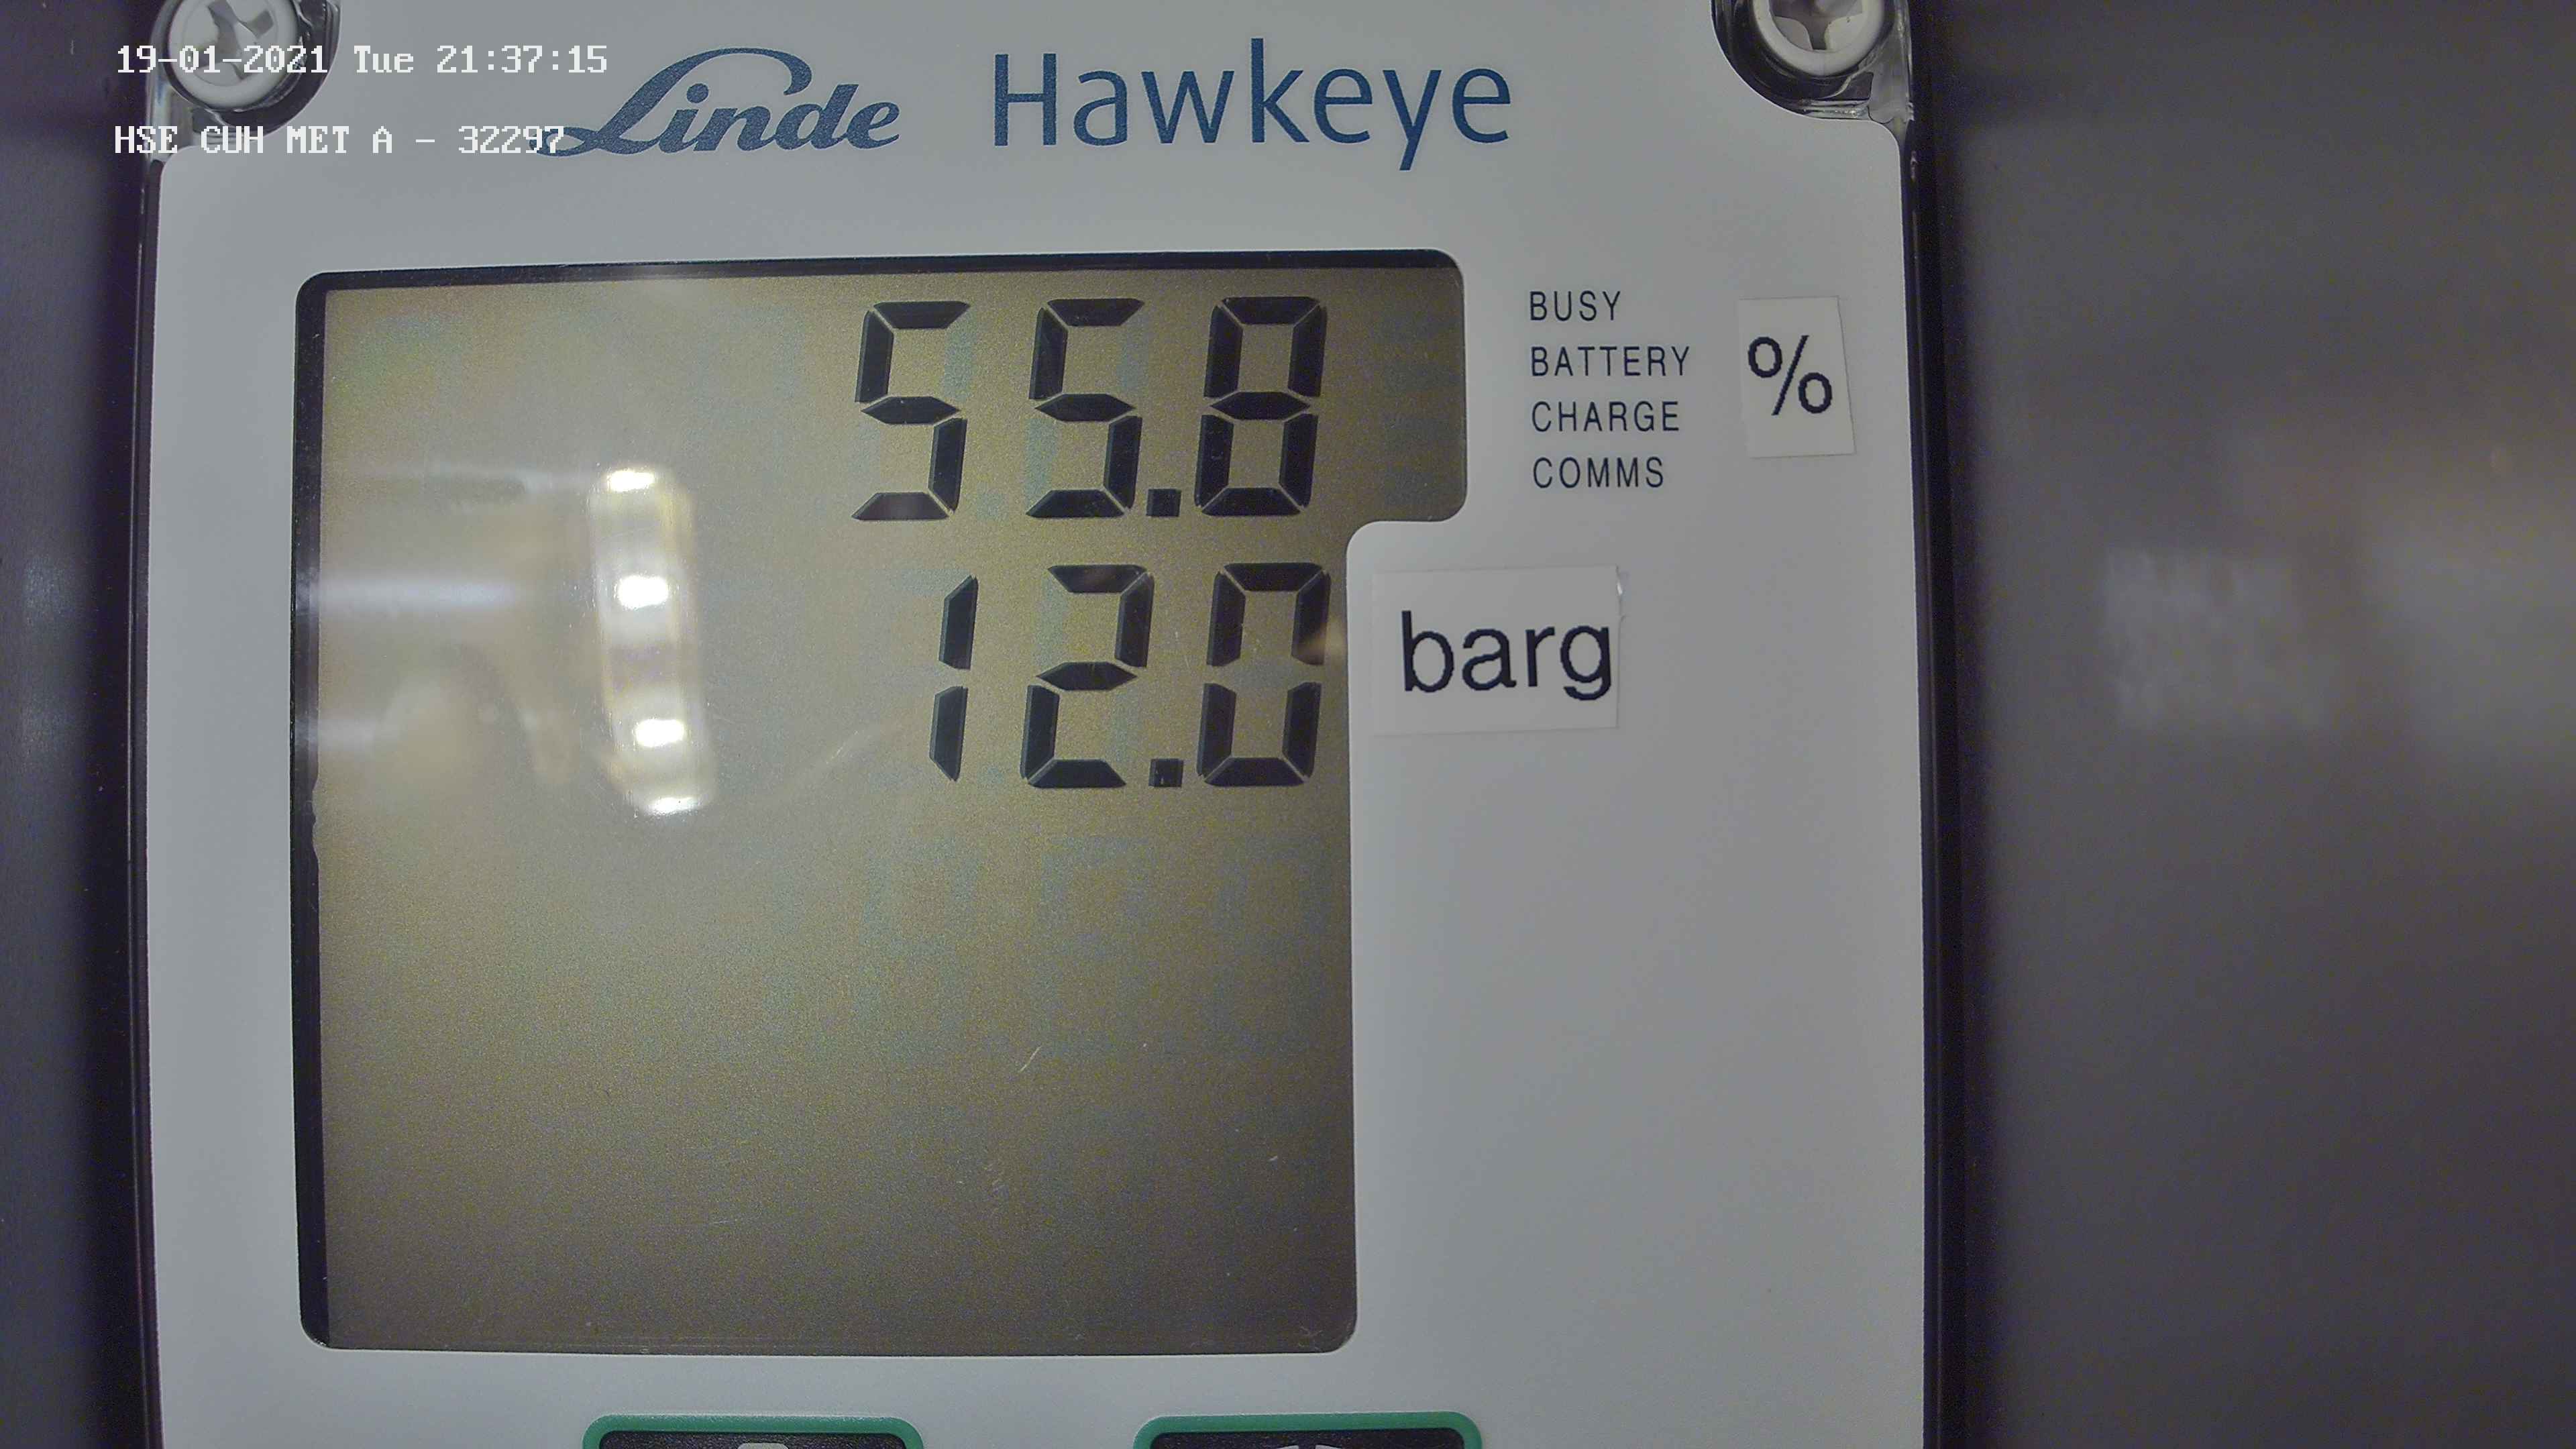 19-01-2021 Tue 21:37:15
Linde Hawkeye
HSE CUH MET A - 32297
55.8
BUSY
BATTERY
CHARGE
COMMS
%
12.0
barg